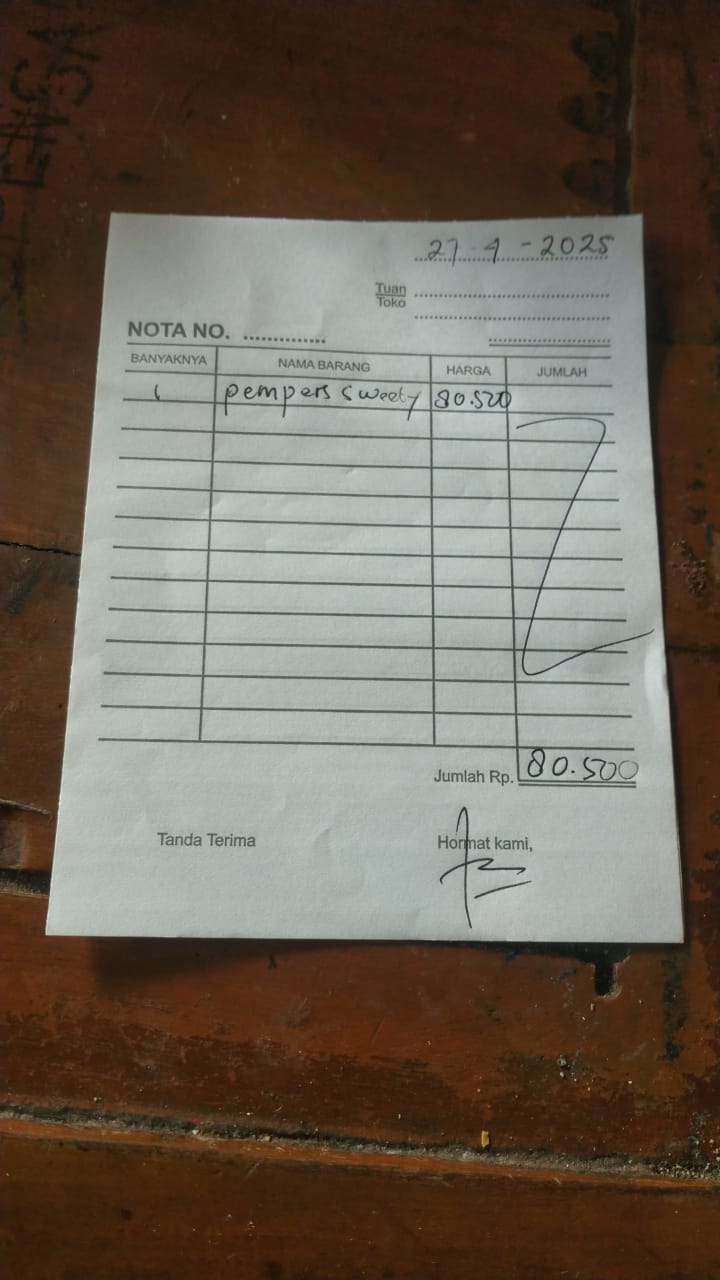 27-4-2025
Tuan
Toko
NOTA NO. ..............
BANYAKNYA NAMA BARANG HARGA JUMLAH
1 pempers sweety 80.500
Jumlah Rp. 80.500
Tanda Terima Hormat kami,